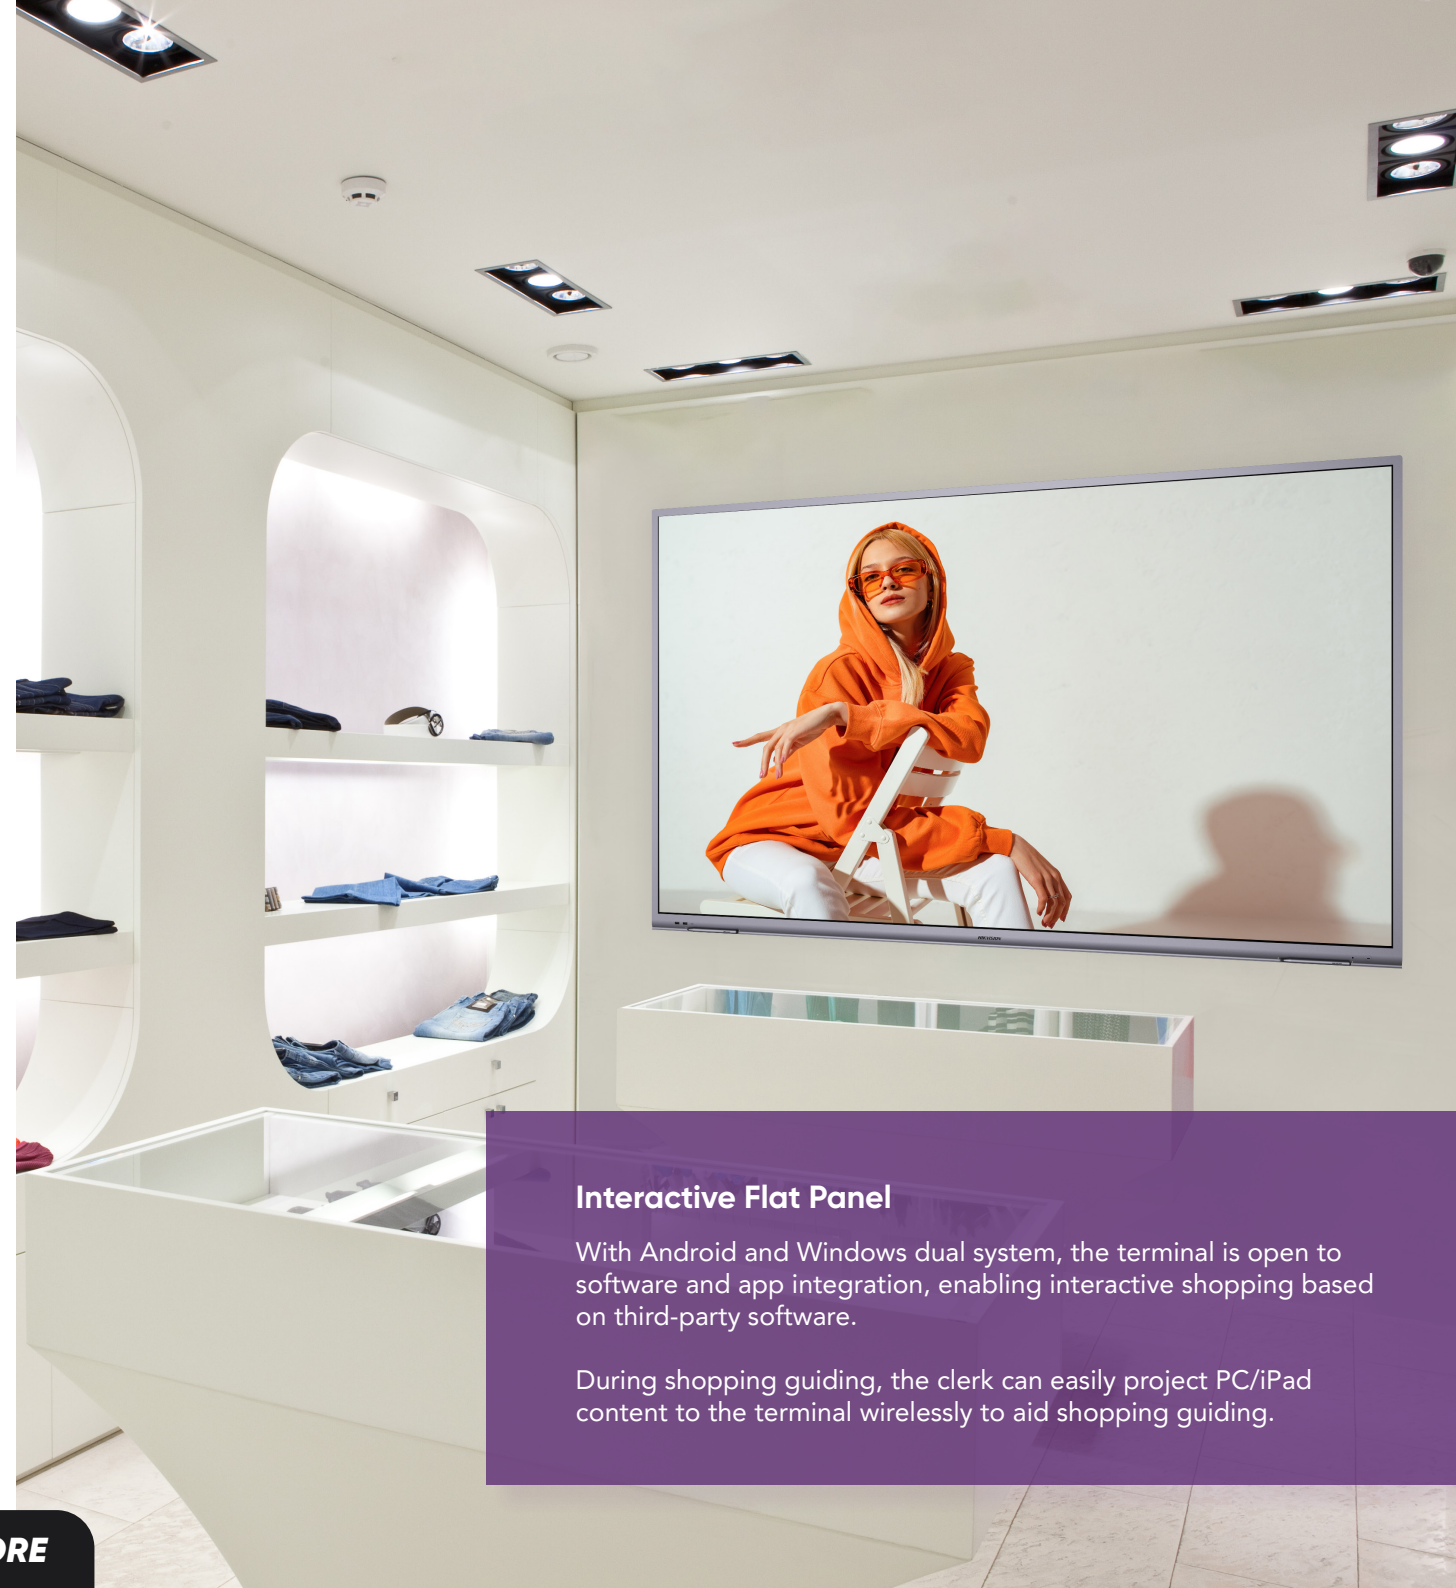 Interactive Flat Panel
With Android and Windows dual system, the terminal is open to
software and app integration, enabling interactive shopping based
on third-party software.
During shopping guiding, the clerk can easily project PC/iPad
content to the terminal wirelessly to aid shopping guiding.